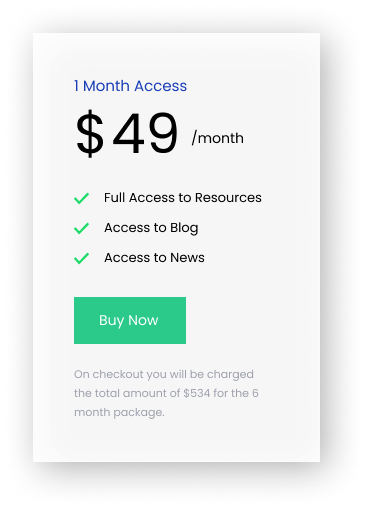 1 Month Access
$49 /month
Full Access to Resources
Access to Blog
Access to News
Buy Now
On checkout you will be charged
the total amount of $534 for the 6
month package.